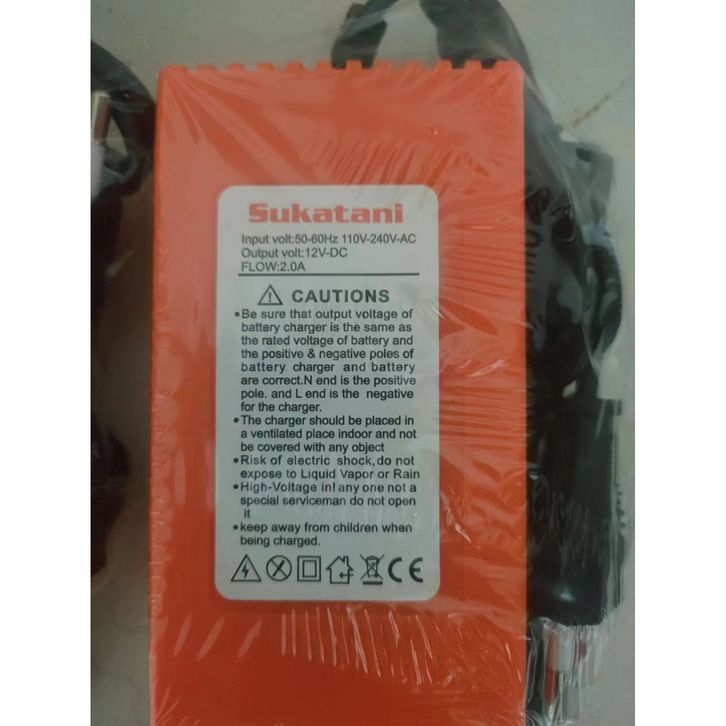 Sukatani
Input volt:50-60Hz 110V-240V-AC
Output volt:12V-DC
FLOW:2.0A
CAUTIONS
•Be sure that output voltage of
battery charger is the same as
the rated voltage of battery and
the positive & negative poles of
battery charger and battery
are correct.N end is the positive
pole. and L end is the negative
for the charger.
•The charger should be placed in
a ventilated place indoor and not
be covered with any object
•Risk of electric shock,do not
expose to Liquid Vapor or Rain
•High-Voltage in! any one not a
special serviceman do not open
it
•keep away from children when
being charged.
CE